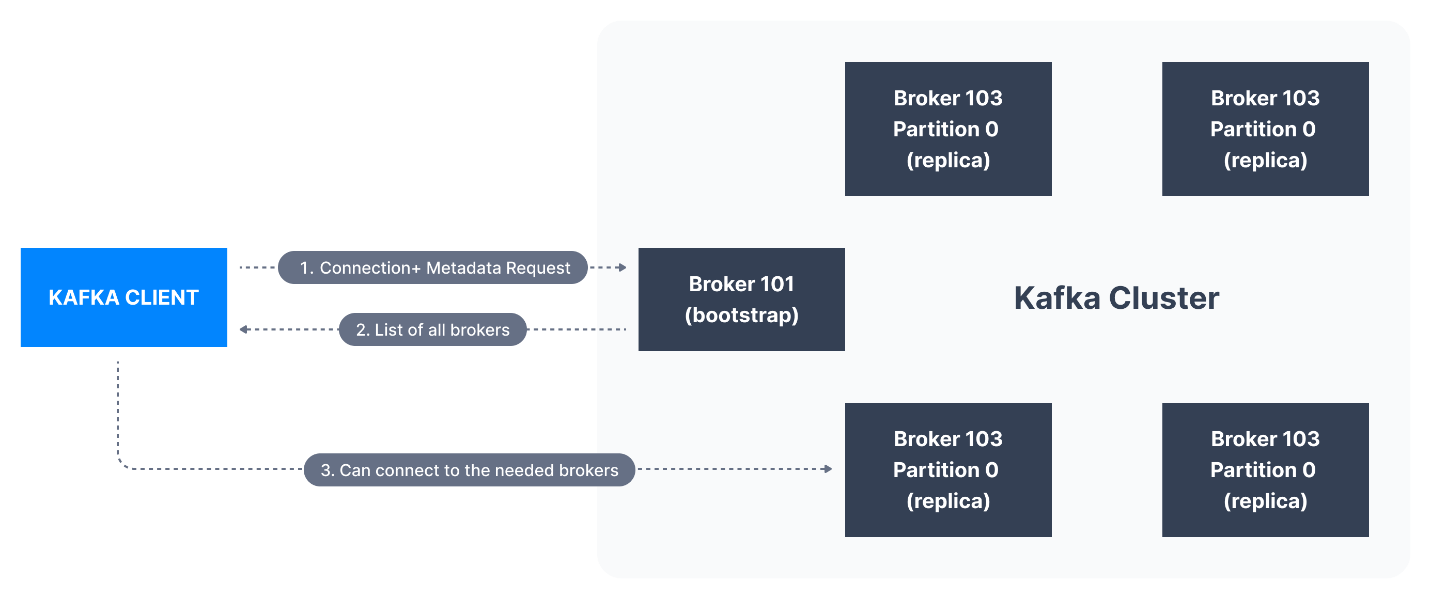 Broker 103
Partition 0
(replica)
Broker 103
Partition 0
(replica)
KAFKA CLIENT
1. Connection+ Metadata Request
2. List of all brokers
Broker 101
(bootstrap)
Kafka Cluster
3. Can connect to the needed brokers
Broker 103
Partition 0
(replica)
Broker 103
Partition 0
(replica)